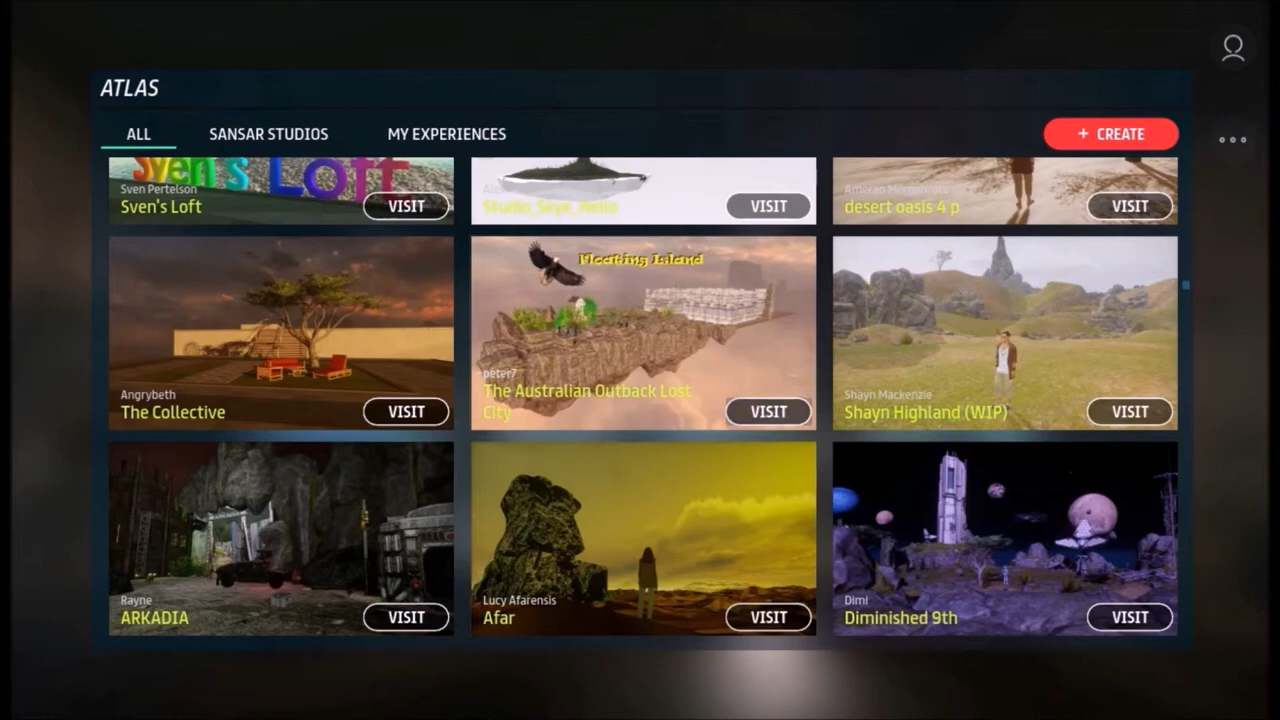 ATLAS
ALL SANSAR STUDIOS MY EXPERIENCES + CREATE
Sven's Loft
Sven Pertelson
Sven's Loft VISIT
Studio_Skye_Hello VISIT
desert oasis 4 p VISIT
Floating Island
Angrybeth
The Collective VISIT
peter7
The Australian Outback Lost
City VISIT
Shayn Mackenzie
Shayn Highland (WIP) VISIT
Rayne
ARKADIA VISIT
Lucy Afarensis
Afar VISIT
Dimi
Diminished 9th VISIT